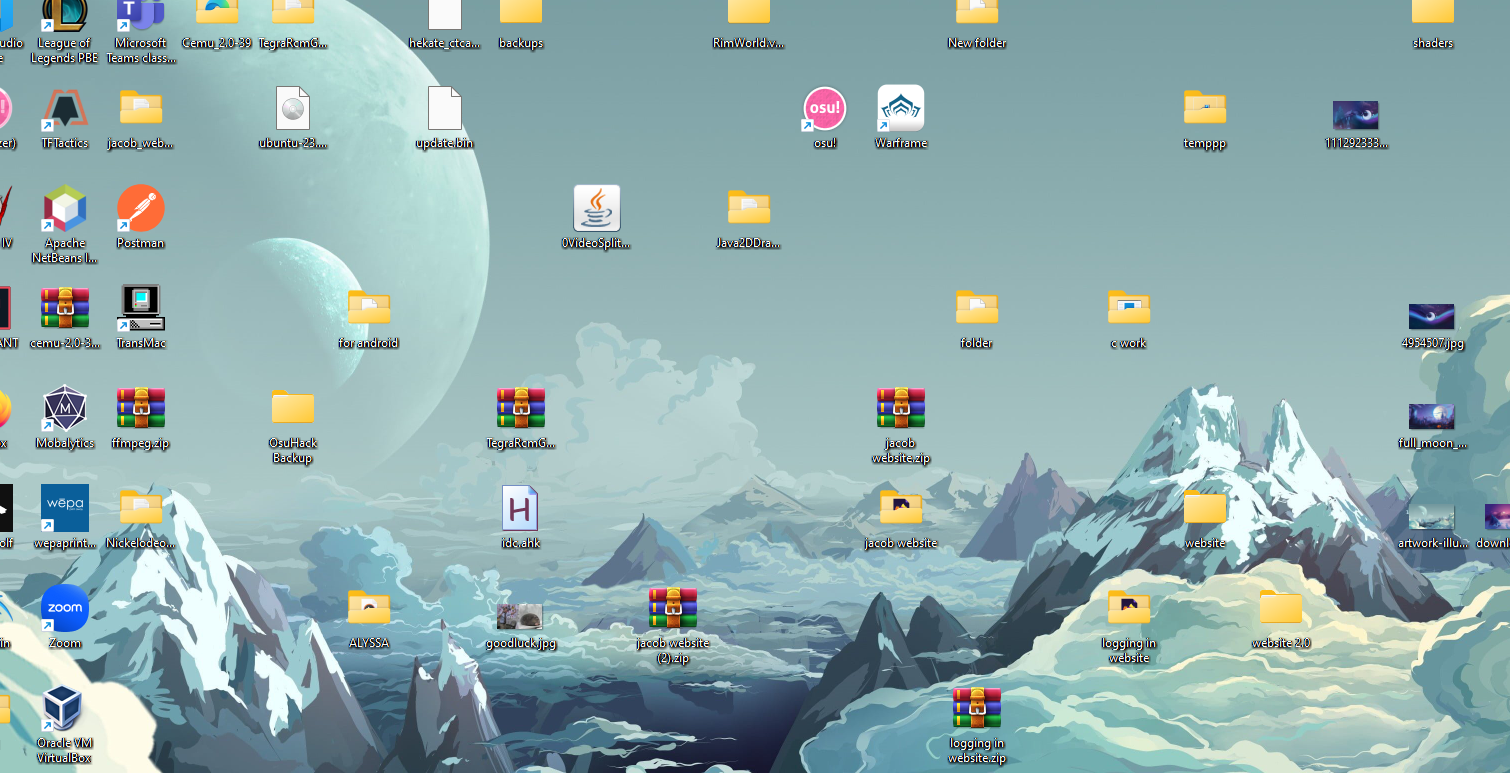 udio
League of
Legends PBE
Microsoft
Teams class...
Cemu_2.0-39
TegraRcmG...
hekate_ctca...
backups
RimWorld.v...
New folder
shaders
TFTactics
jacob_web...
ubuntu-23....
update.bin
osu!
osu!
Warframe
temppp
111292333...
IV
Apache
NetBeans I...
Postman
0VideoSplit...
Java2DDra...
ANT
cemu-2.0-3...
TransMac
for android
folder
c work
4954507.jpg
x
M
Mobalytics
ffmpeg.zip
OsuHack
Backup
TegraRcmG...
jacob
website.zip
full_moon_...
olf
wēpa
wepaprint...
Nickelodeo...
H
idc.ahk
jacob website
website
artwork-illu...
downl
in
zoom
Zoom
ALYSSA
goodluck.jpg
jacob website
(2).zip
logging in
website
website 2.0
Oracle VM
VirtualBox
logging in
website.zip